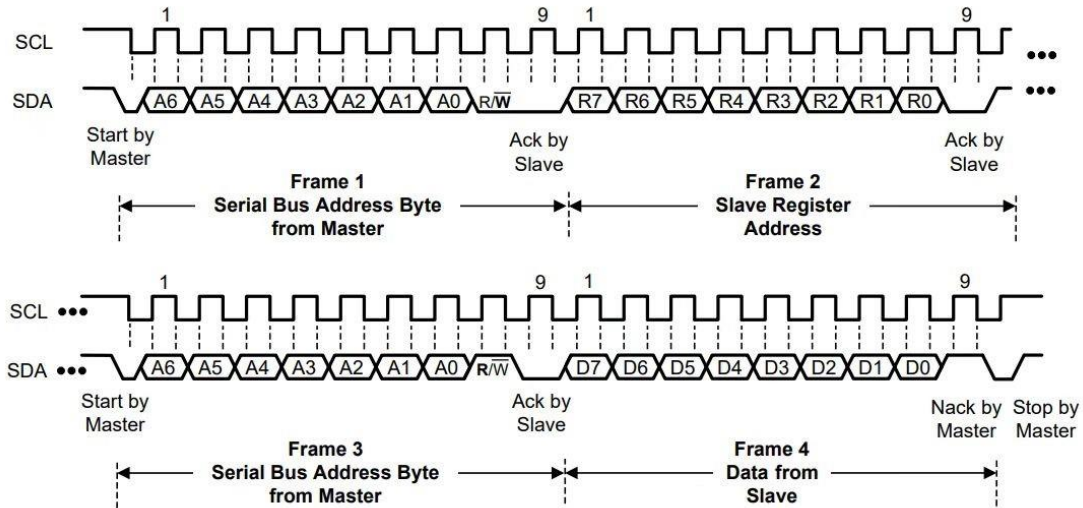 1 9 1 9
SCL •••
SDA A6 A5 A4 A3 A2 A1 A0 R/W̅ R7 R6 R5 R4 R3 R2 R1 R0 •••
Start by
Master
Ack by
Slave
Ack by
Slave
Frame 1
Serial Bus Address Byte
from Master
Frame 2
Slave Register
Address
1 9 1 9
SCL •••
SDA ••• A6 A5 A4 A3 A2 A1 A0 R/W̅ D7 D6 D5 D4 D3 D2 D1 D0
Start by
Master
Ack by
Slave
Nack by
Master
Stop by
Master
Frame 3
Serial Bus Address Byte
from Master
Frame 4
Data from
Slave